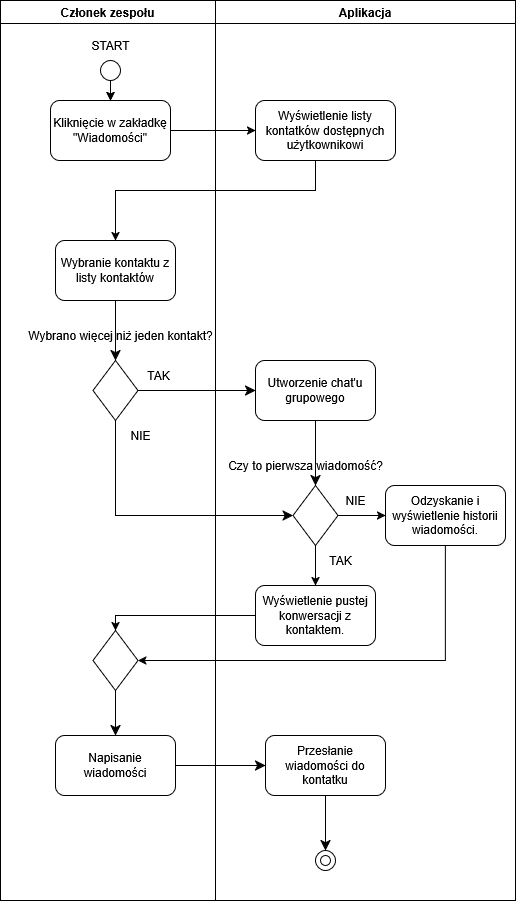 Członek zespołu
Aplikacja
START
Kliknięcie w zakładkę
"Wiadomości"
Wyświetlenie listy
kontatków dostępnych
użytkownikowi
Wybranie kontaktu z
listy kontaktów
Wybrano więcej niż jeden kontakt?
TAK
Utworzenie chat'u
grupowego
NIE
Czy to pierwsza wiadomość?
NIE
Odzyskanie i
wyświetlenie historii
wiadomości.
TAK
Wyświetlenie pustej
konwersacji z
kontaktem.
Napisanie
wiadomości
Przesłanie
wiadomości do
kontatku